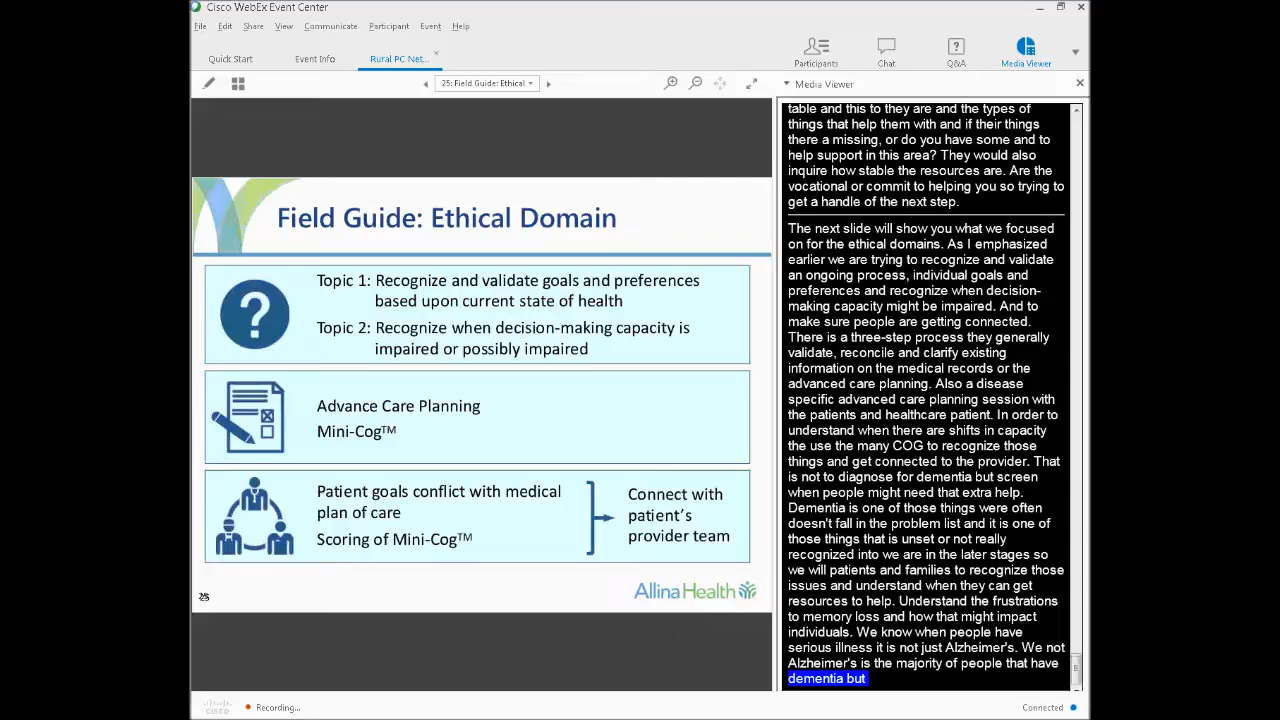 Cisco WebEx Event Center
File Edit Share View Communicate Participant Event Help
Quick Start Event Info Rural PC Net...
Participants Chat Q&A Media Viewer
25: Field Guide: Ethical
Media Viewer
Field Guide: Ethical Domain
?
Topic 1: Recognize and validate goals and preferences
based upon current state of health
Topic 2: Recognize when decision-making capacity is
impaired or possibly impaired
Advance Care Planning
Mini-Cog™
Patient goals conflict with medical
plan of care
Scoring of Mini-Cog™
Connect with
patient's
provider team
AllinaHealth
25
table and this to they are and the types of
things that help them with and if their things
there a missing, or do you have some and to
help support in this area? They would also
inquire how stable the resources are. Are the
vocational or commit to helping you so trying to
get a handle of the next step.
The next slide will show you what we focused
on for the ethical domains. As I emphasized
earlier we are trying to recognize and validate
an ongoing process, individual goals and
preferences and recognize when decision-
making capacity might be impaired. And to
make sure people are getting connected.
There is a three-step process they generally
validate, reconcile and clarify existing
information on the medical records or the
advanced care planning. Also a disease
specific advanced care planning session with
the patients and healthcare patient. In order to
understand when there are shifts in capacity
the use the many COG to recognize those
things and get connected to the provider. That
is not to diagnose for dementia but screen
when people might need that extra help.
Dementia is one of those things were often
doesn't fall in the problem list and it is one of
those things that is unset or not really
recognized into we are in the later stages so
we will patients and families to recognize those
issues and understand when they can get
resources to help. Understand the frustrations
to memory loss and how that might impact
individuals. We know when people have
serious illness it is not just Alzheimer's. We not
Alzheimer's is the majority of people that have
dementia but
cisco
Recording...
Connected